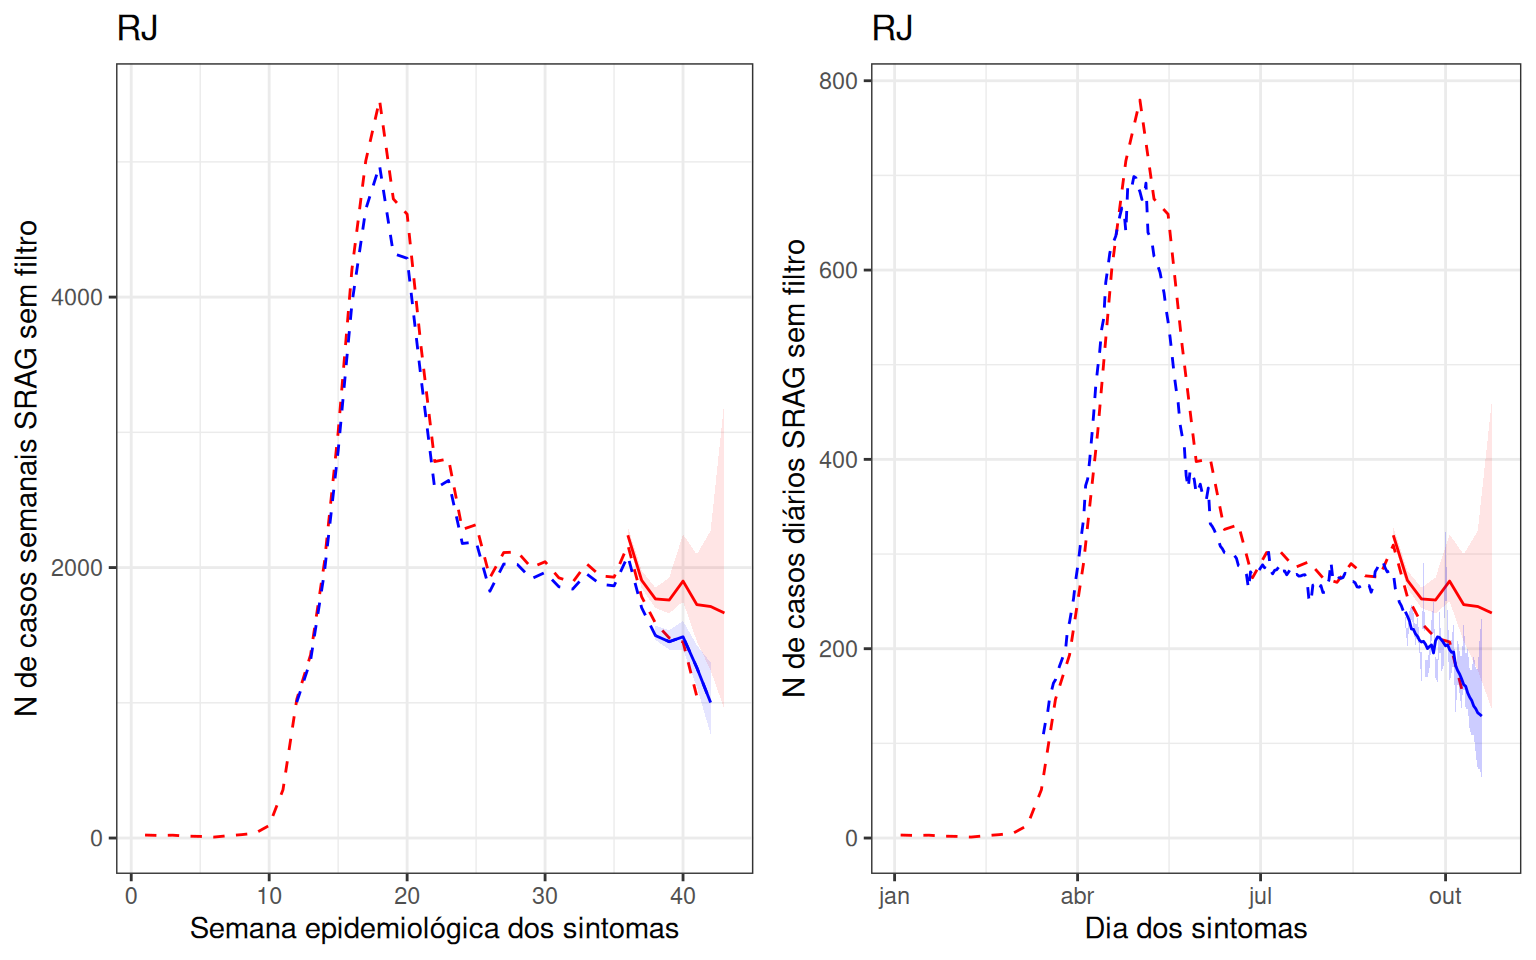 RJ
N de casos semanais SRAG sem filtro
4000
2000
0
0 10 20 30 40
Semana epidemiológica dos sintomas
RJ
N de casos diários SRAG sem filtro
800
600
400
200
0
jan abr jul out
Dia dos sintomas